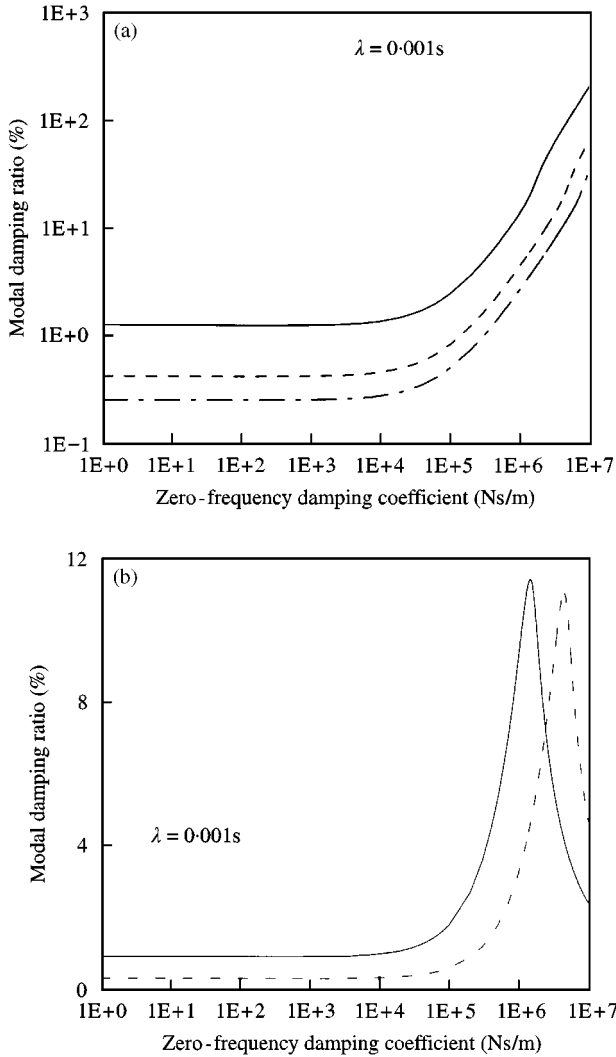 (a)
λ = 0·001s
1E+3
1E+2
1E+1
1E+0
1E−1
Modal damping ratio (%)
1E+0 1E+1 1E+2 1E+3 1E+4 1E+5 1E+6 1E+7
Zero-frequency damping coefficient (Ns/m)
(b)
12
8
4
0
λ = 0·001s
Modal damping ratio (%)
1E+0 1E+1 1E+2 1E+3 1E+4 1E+5 1E+6 1E+7
Zero-frequency damping coefficient (Ns/m)